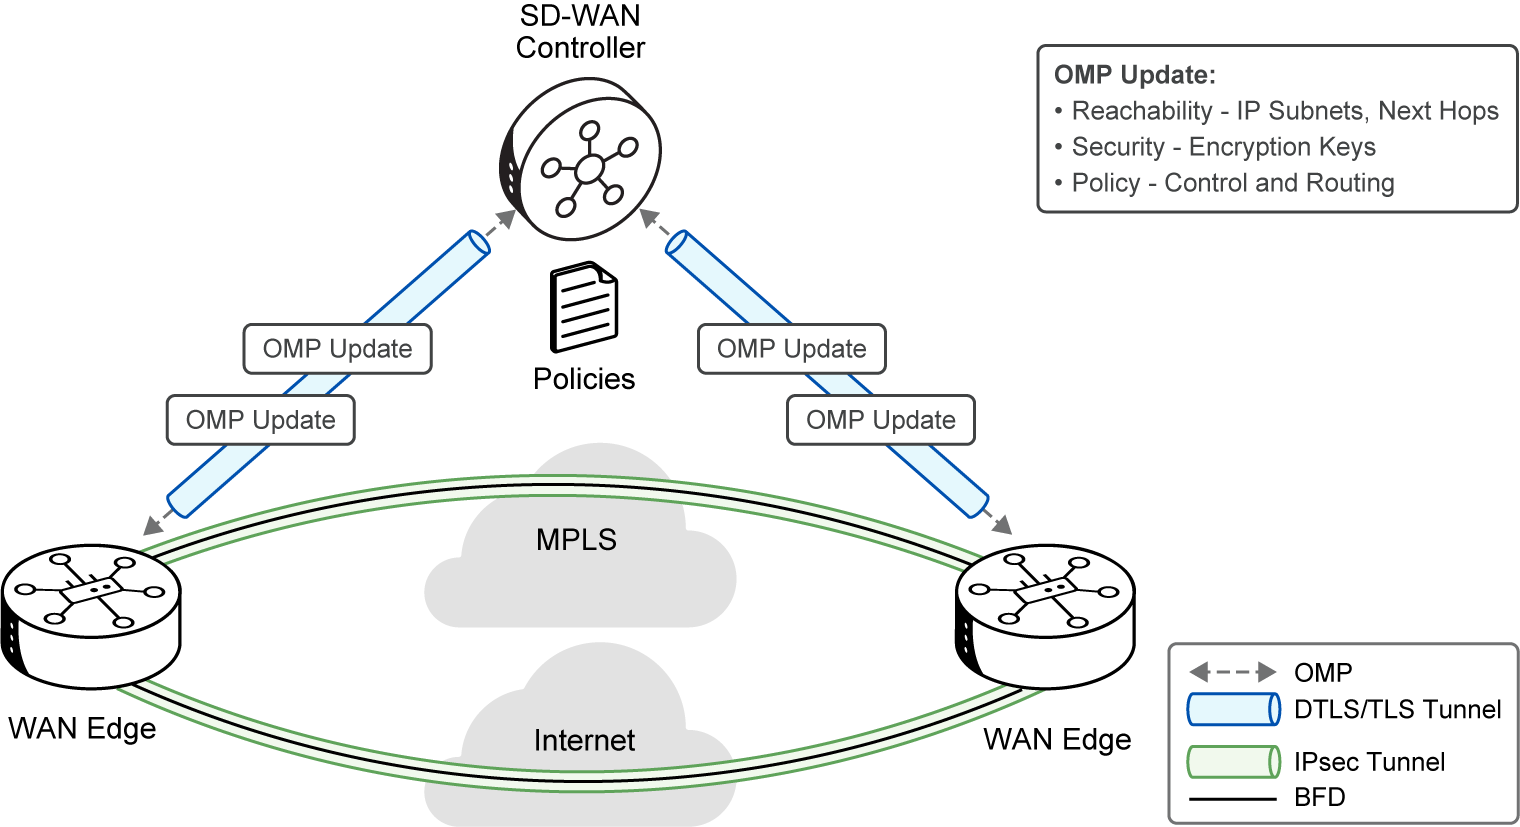 SD-WAN
Controller
OMP Update:
• Reachability - IP Subnets, Next Hops
• Security - Encryption Keys
• Policy - Control and Routing
OMP Update
OMP Update
Policies
OMP Update
OMP Update
MPLS
WAN Edge
Internet
WAN Edge
OMP
DTLS/TLS Tunnel
IPsec Tunnel
BFD